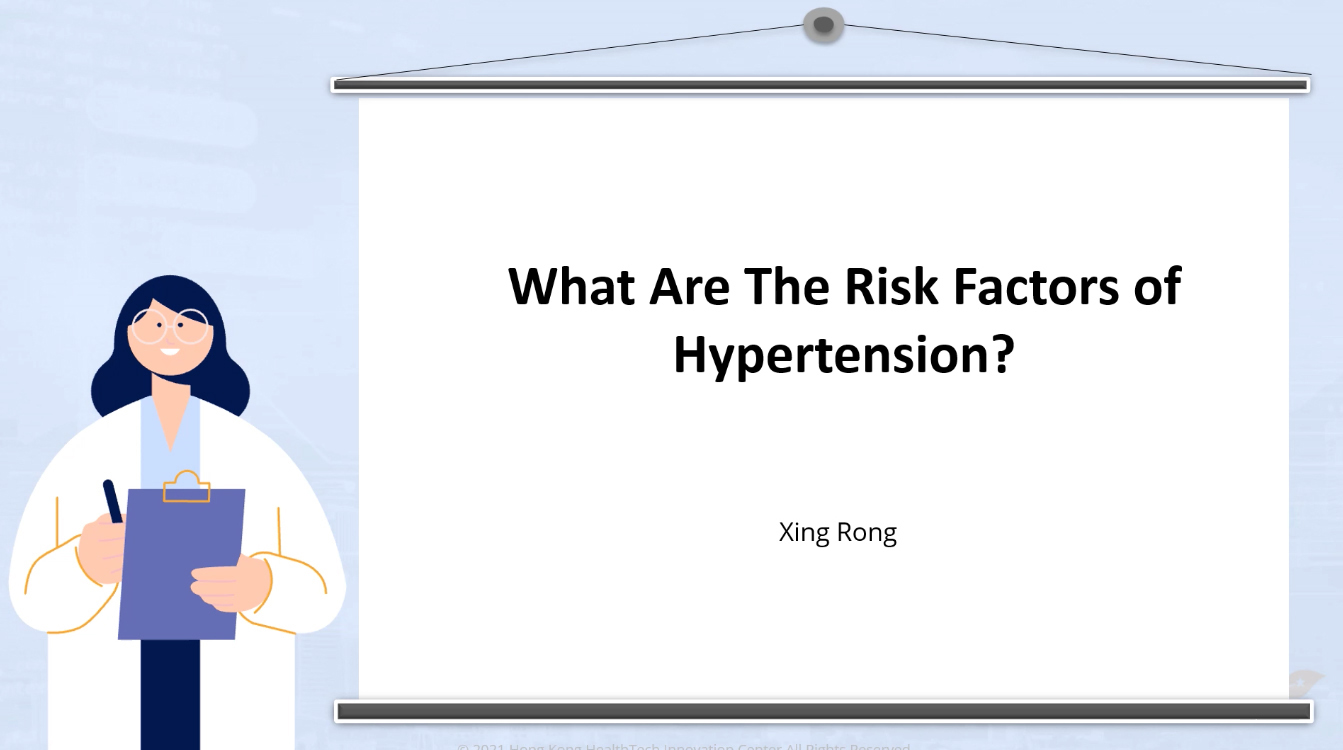 What Are The Risk Factors of
Hypertension?
Xing Rong
© 2021 Hong Kong HealthTech Innovation Center All Rights Reserved